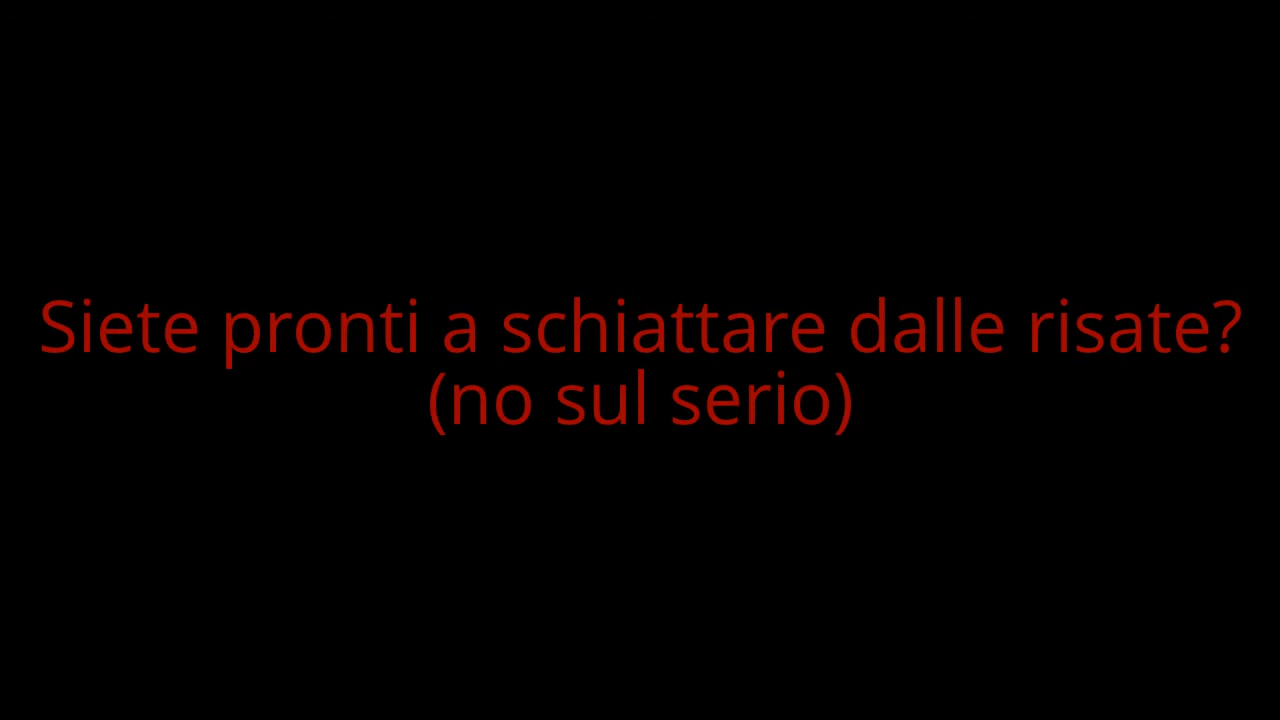 Siete pronti a schiattare dalle risate?
(no sul serio)